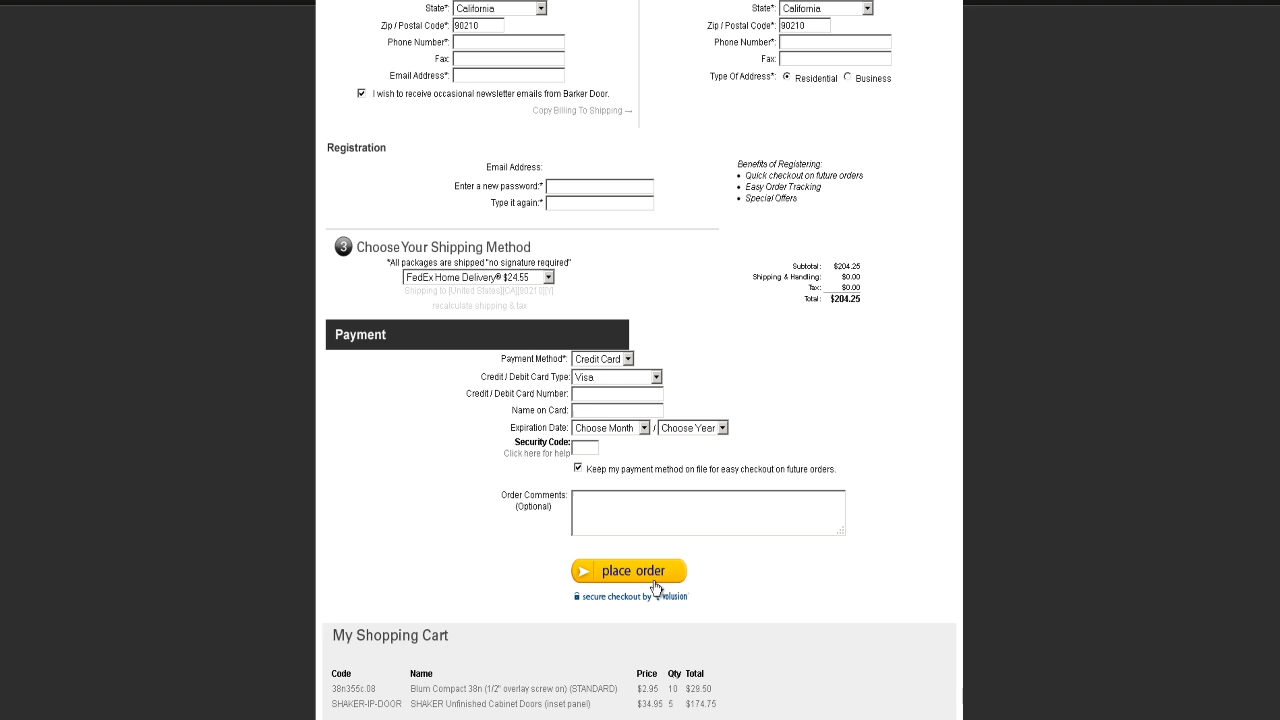 State*: California State*: California
Zip / Postal Code*: 90210 Zip / Postal Code*: 90210
Phone Number*: Phone Number*:
Fax: Fax:
Email Address*: Type Of Address*: Residential Business
I wish to receive occasional newsletter emails from Barker Door.
Copy Billing To Shipping →
Registration
Email Address:
Enter a new password:*
Type it again:*
Benefits of Registering:
• Quick checkout on future orders
• Easy Order Tracking
• Special Offers
3 Choose Your Shipping Method
*All packages are shipped "no signature required"
FedEx Home Delivery® $24.55
Shipping to [United States][CA][90210][Y]
recalculate shipping & tax
Subtotal: $204.25
Shipping & Handling: $0.00
Tax: $0.00
Total: $204.25
Payment
Payment Method*: Credit Card
Credit / Debit Card Type: Visa
Credit / Debit Card Number:
Name on Card:
Expiration Date: Choose Month / Choose Year
Security Code:
Click here for help
Keep my payment method on file for easy checkout on future orders.
Order Comments:
(Optional)
place order
secure checkout by volusion
My Shopping Cart
Code Name Price Qty Total
38n355c.08 Blum Compact 38n (1/2" overlay screw on) (STANDARD) $2.95 10 $29.50
SHAKER-IP-DOOR SHAKER Unfinished Cabinet Doors (inset panel) $34.95 5 $174.75